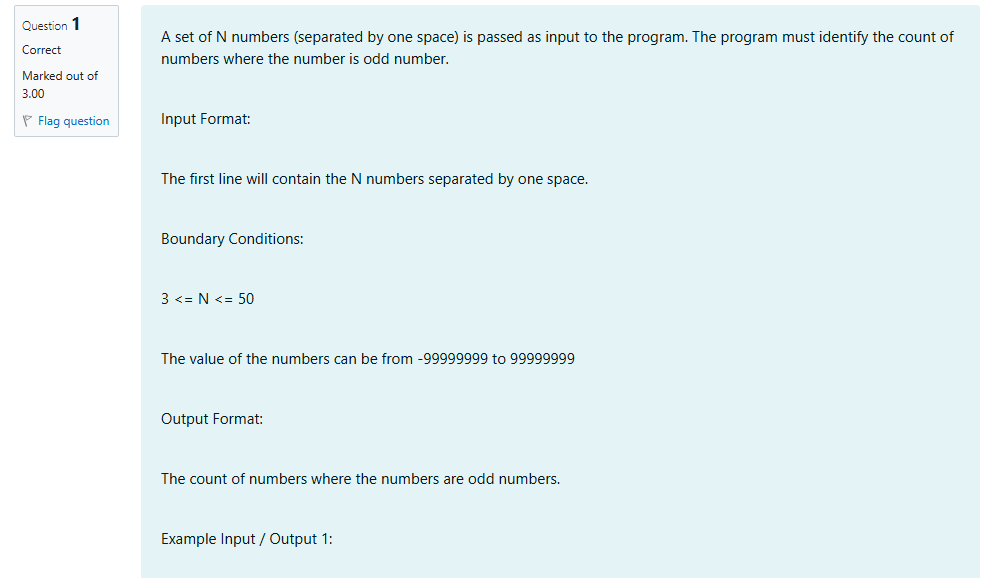 Question 1
Correct
Marked out of
3.00
Flag question
A set of N numbers (separated by one space) is passed as input to the program. The program must identify the count of
numbers where the number is odd number.
Input Format:
The first line will contain the N numbers separated by one space.
Boundary Conditions:
3 <= N <= 50
The value of the numbers can be from -99999999 to 99999999
Output Format:
The count of numbers where the numbers are odd numbers.
Example Input / Output 1: